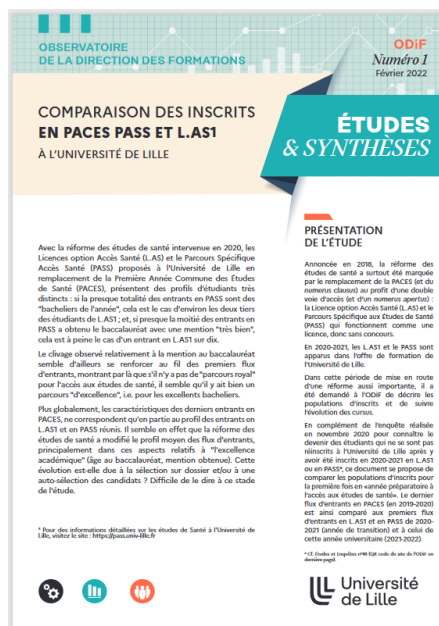 OBSERVATOIRE
DE LA DIRECTION DES FORMATIONS
ODiF
Numéro 1
Février 2022
COMPARAISON DES INSCRITS
EN PACES PASS ET L.AS1
À L'UNIVERSITÉ DE LILLE
ÉTUDES
& SYNTHÈSES
Avec la réforme des études de santé intervenue en 2020, les
Licences option Accès Santé (L.AS) et le Parcours Spécifique
Accès Santé (PASS) proposés à l'Université de Lille en
remplacement de la Première Année Commune des Études
de Santé (PACES), présentent des profils d'étudiants très
distincts : si la presque totalité des entrants en PASS sont des
"bacheliers de l'année", cela est le cas d'environ les deux tiers
des étudiants de L.AS1 ; et, si presque la moitié des entrants en
PASS a obtenu le baccalauréat avec une mention "très bien",
cela est à peine le cas d'un entrant en L.AS1 sur dix.
Le clivage observé relativement à la mention au baccalauréat
semble d'ailleurs se renforcer au fil des premiers flux
d'entrants, montrant par là que s'il n'y a pas de "parcours royal"
pour l'accès aux études de santé, il semble qu'il y ait bien un
parcours "d'excellence", i.e. pour les excellents bacheliers.
Plus globalement, les caractéristiques des derniers entrants en
PACES, ne correspondent qu'en partie au profil des entrants en
L.AS1 et en PASS réunis. Il semble en effet que la réforme des
études de santé a modifié le profil moyen des flux d'entrants,
principalement dans ces aspects relatifs à "l'excellence
académique" (âge au baccalauréat, mention obtenue). Cette
évolution est-elle due à la sélection sur dossier et/ou à une
auto-sélection des candidats ? Difficile de le dire à ce stade
de l'étude.
* Pour des informations détaillées sur les études de Santé à l'Université de
Lille, visitez le site : https://pass.univ-lille.fr
PRÉSENTATION
DE L'ÉTUDE
Annoncée en 2018, la réforme des
études de santé a surtout été marquée
par le remplacement de la PACES (et du
numerus clausus) au profit d'une double
voie d'accès (et d'un numerus apertus) :
la Licence option Accès Santé (L.AS) et le
Parcours Spécifique aux Études de Santé
(PASS) qui fonctionnent comme une
licence, donc sans concours.
En 2020-2021, les L.AS1 et le PASS sont
apparus dans l'offre de formation de
l'Université de Lille.
Dans cette période de mise en route
d'une réforme aussi importante, il a
été demandé à l'ODIF de décrire les
populations d'inscrits et de suivre
l'évolution des cursus.
En complément de l'enquête réalisée
en novembre 2020 pour connaître le
devenir des étudiants qui ne se sont pas
réinscrits à l'Université de Lille après y
avoir été inscrits en 2020-2021 en L.AS1
ou en PASS*, ce document se propose de
comparer les populations d'inscrits pour
la première fois en «année préparatoire à
l'accès aux études de santé». Le dernier
flux d'entrants en PACES (en 2019-2020)
est ainsi comparé aux premiers flux
d'entrants en L.AS1 et en PASS de 2020-
2021 (année de transition) et à celui de
cette année universitaire (2021-2022).
dernière page).
Université
de Lille